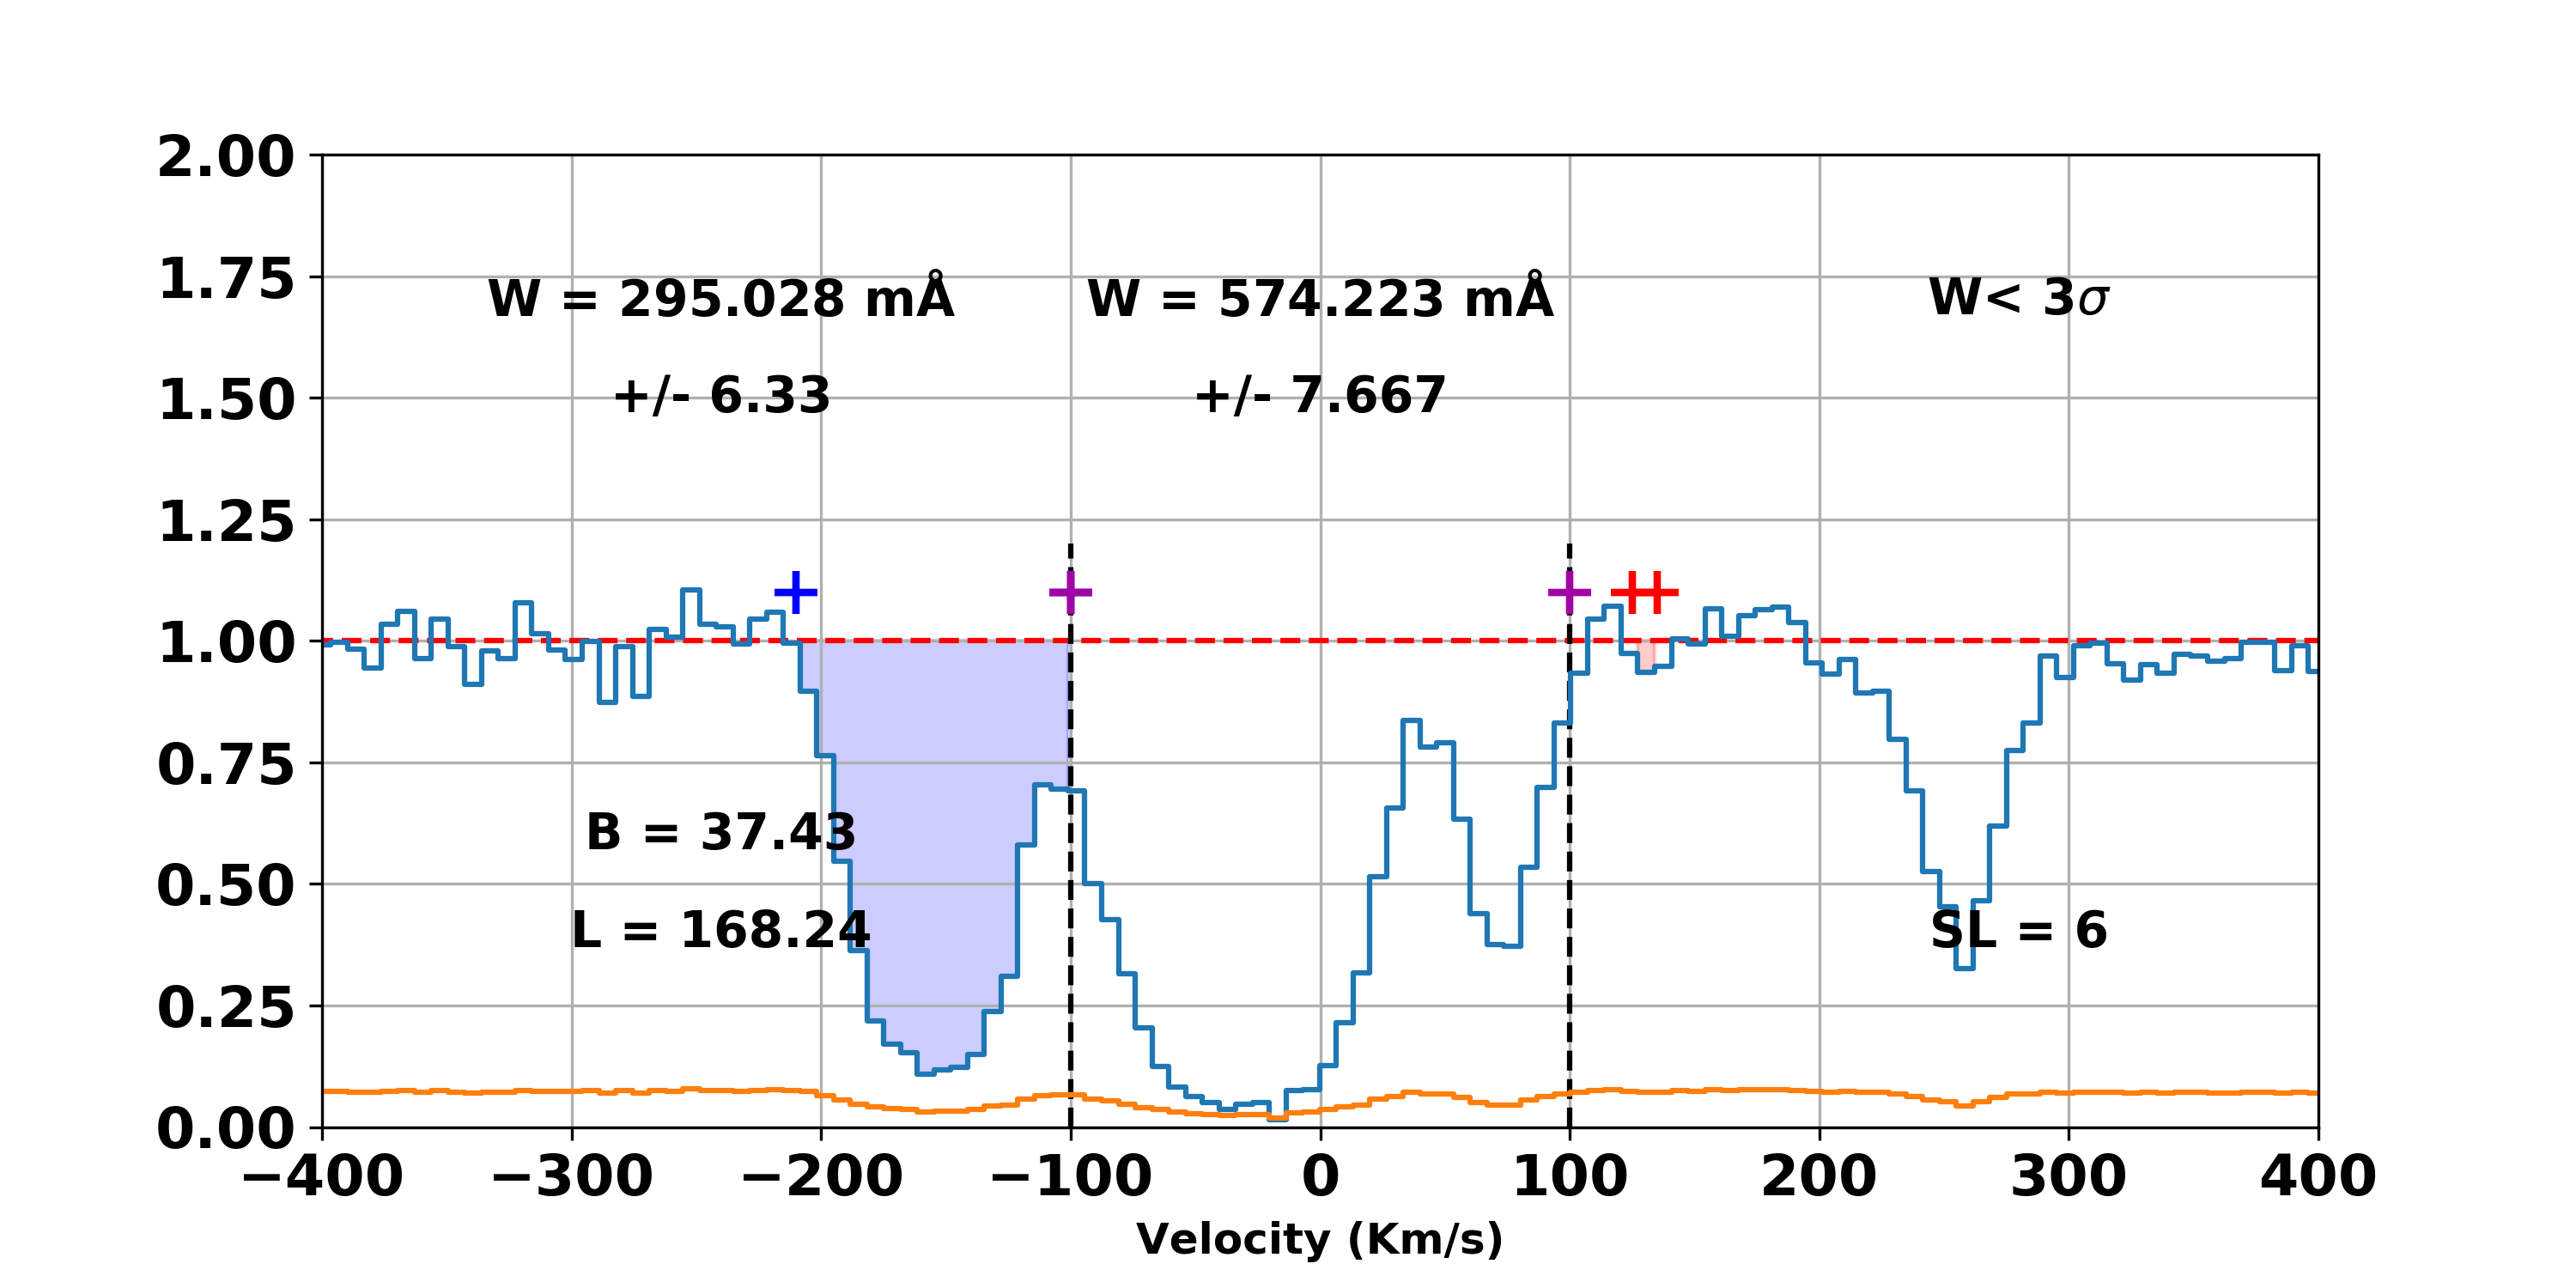 2.00
1.75
1.50
1.25
1.00
0.75
0.50
0.25
0.00
W = 295.028 mÅ
+/- 6.33
W = 574.223 mÅ
+/- 7.667
W< 3σ
B = 37.43
L = 168.24
SL = 6
−400 −300 −200 −100 0 100 200 300 400
Velocity (Km/s)